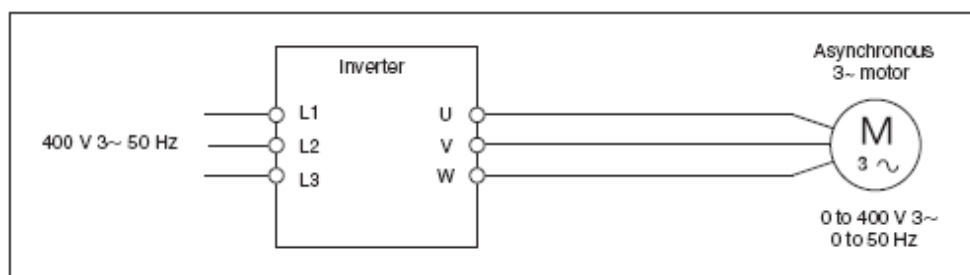 Inverter
Asynchronous
3~ motor
L1
U
400 V 3~ 50 Hz
L2
V
L3
W
M
3 ∿
0 to 400 V 3~
0 to 50 Hz